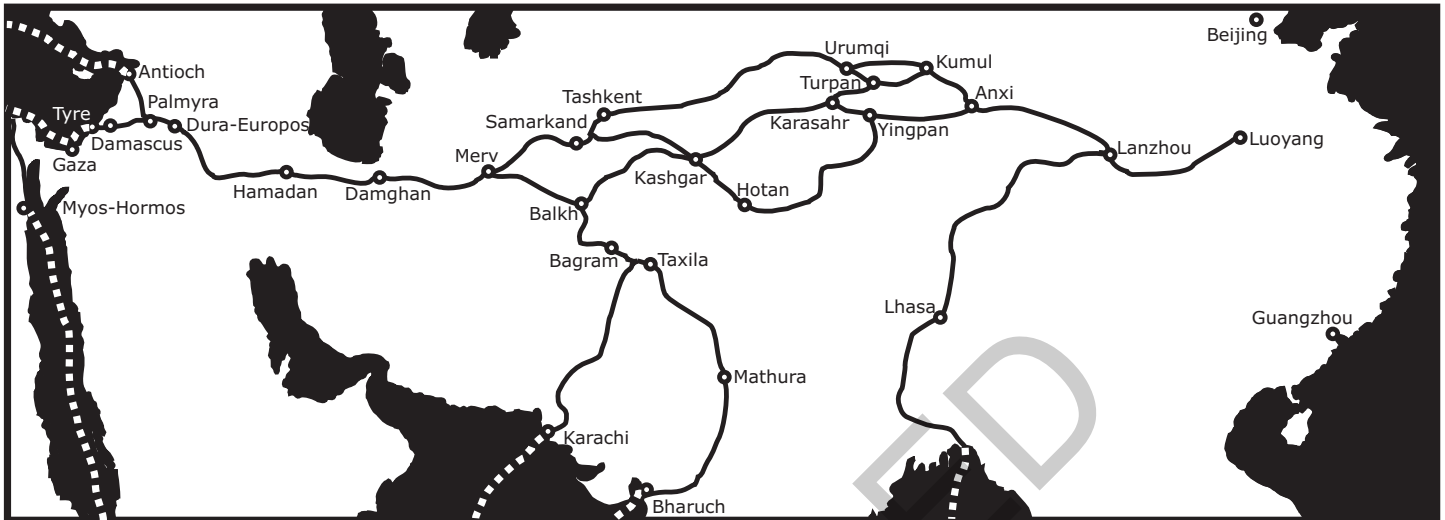 Beijing
Urumqi
Kumul
Antioch
Turpan
Anxi
Tashkent
Palmyra
Tyre
Dura-Europos
Samarkand
Karasahr
Yingpan
Damascus
Luoyang
Lanzhou
Gaza
Merv
Kashgar
Hamadan
Damghan
Hotan
Myos-Hormos
Balkh
Bagram
Taxila
Lhasa
Guangzhou
Mathura
Karachi
Bharuch
ED